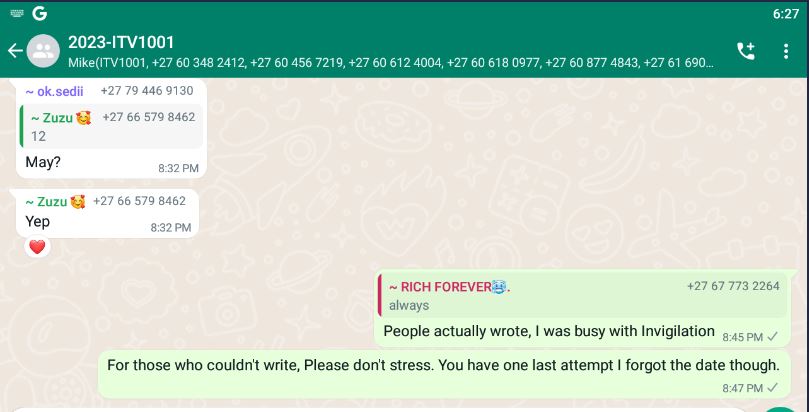 G 6:27
2023-ITV1001
Mike(ITV1001, +27 60 348 2412, +27 60 456 7219, +27 60 612 4004, +27 60 618 0977, +27 60 877 4843, +27 61 690...
~ ok.sedii +27 79 446 9130
~ Zuzu 🥰 +27 66 579 8462
12
May?
8:32 PM
~ Zuzu 🥰 +27 66 579 8462
Yep
8:32 PM
~ RICH FOREVER🥶. +27 67 773 2264
always
People actually wrote, I was busy with Invigilation 8:45 PM
For those who couldn't write, Please don't stress. You have one last attempt I forgot the date though.
8:47 PM